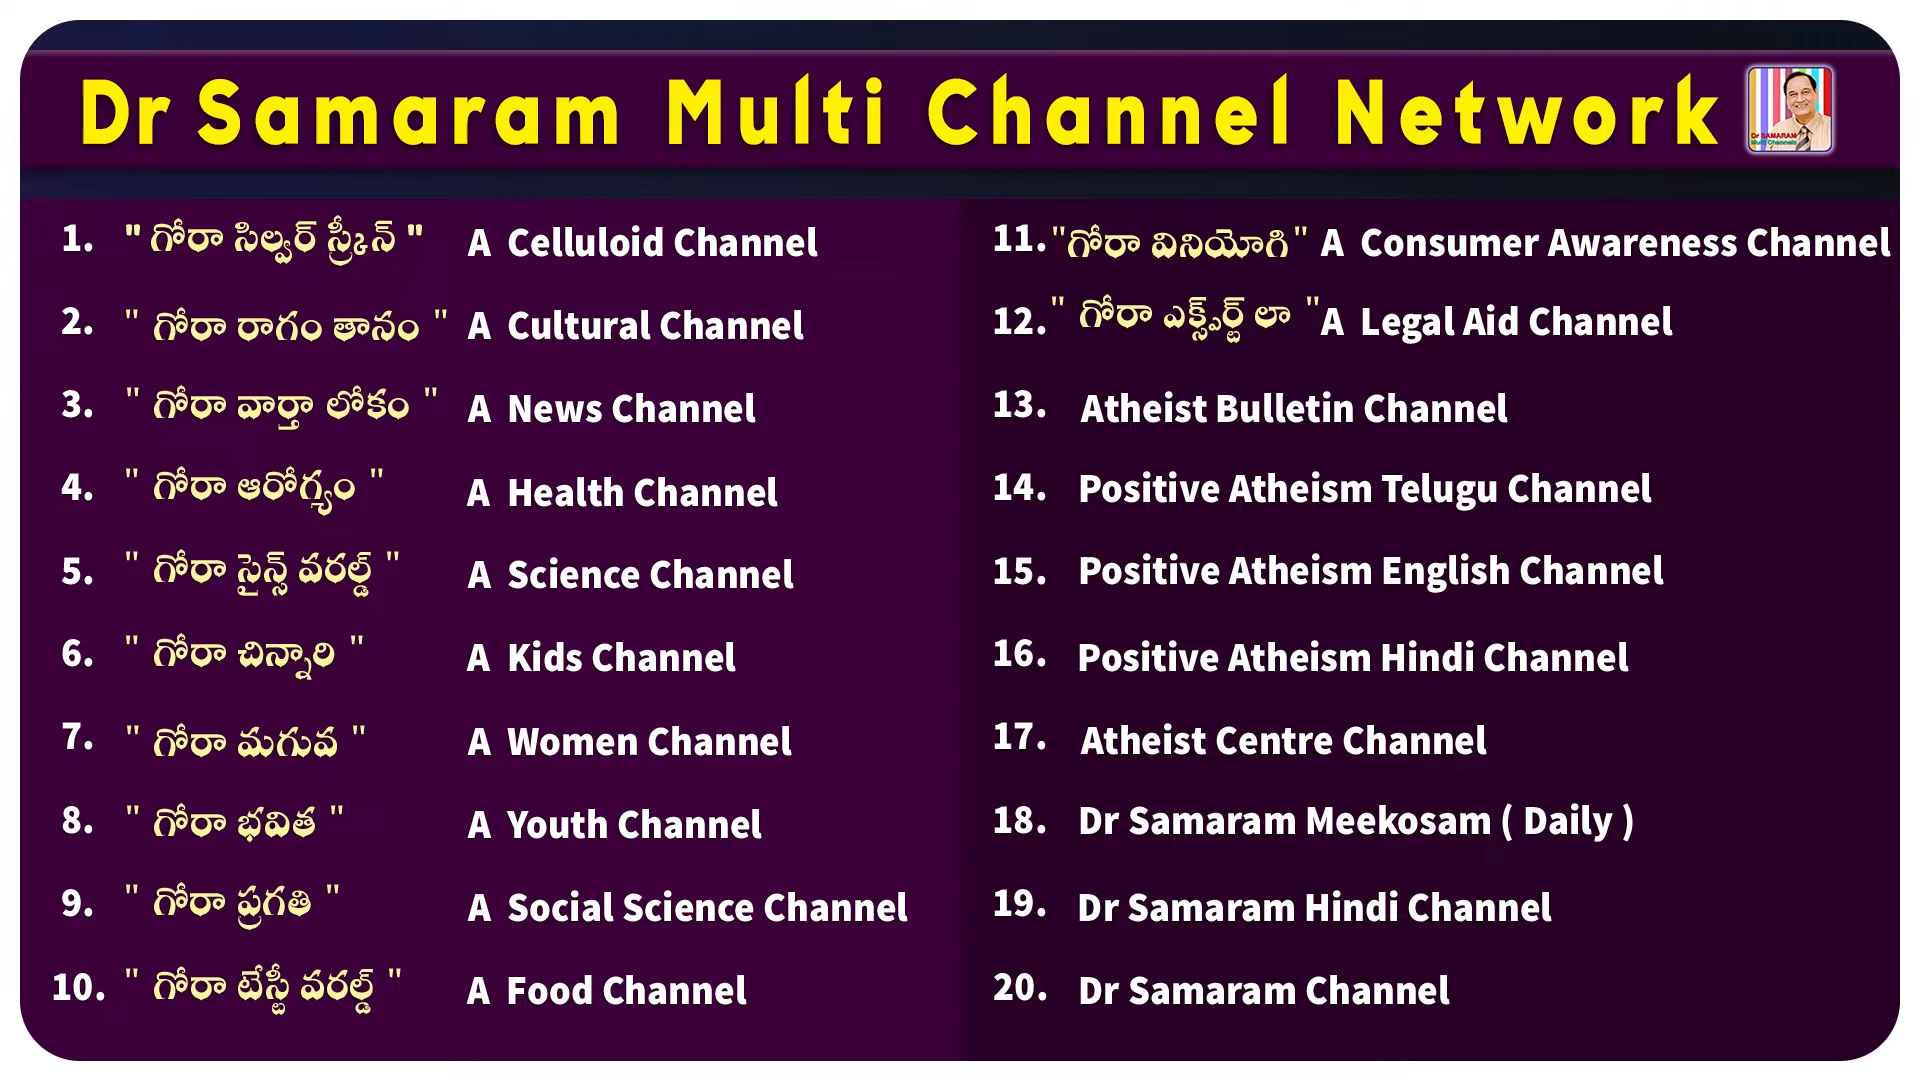 Dr Samaram Multi Channel Network
Dr SAMARAM
Multi Channels
1. " గోరా సిల్వర్ స్క్రీన్ " A Celluloid Channel
2. " గోరా రాగం తానం " A Cultural Channel
3. " గోరా వార్తా లోకం " A News Channel
4. " గోరా ఆరోగ్యం " A Health Channel
5. " గోరా సైన్స్ వరల్డ్ " A Science Channel
6. " గోరా చిన్నారి " A Kids Channel
7. " గోరా మగువ " A Women Channel
8. " గోరా భవిత " A Youth Channel
9. " గోరా ప్రగతి " A Social Science Channel
10. " గోరా టేస్టీ వరల్డ్ " A Food Channel
11. "గోరా వినియోగి" A Consumer Awareness Channel
12. " గోరా ఎక్స్పర్ట్ లా " A Legal Aid Channel
13. Atheist Bulletin Channel
14. Positive Atheism Telugu Channel
15. Positive Atheism English Channel
16. Positive Atheism Hindi Channel
17. Atheist Centre Channel
18. Dr Samaram Meekosam ( Daily )
19. Dr Samaram Hindi Channel
20. Dr Samaram Channel